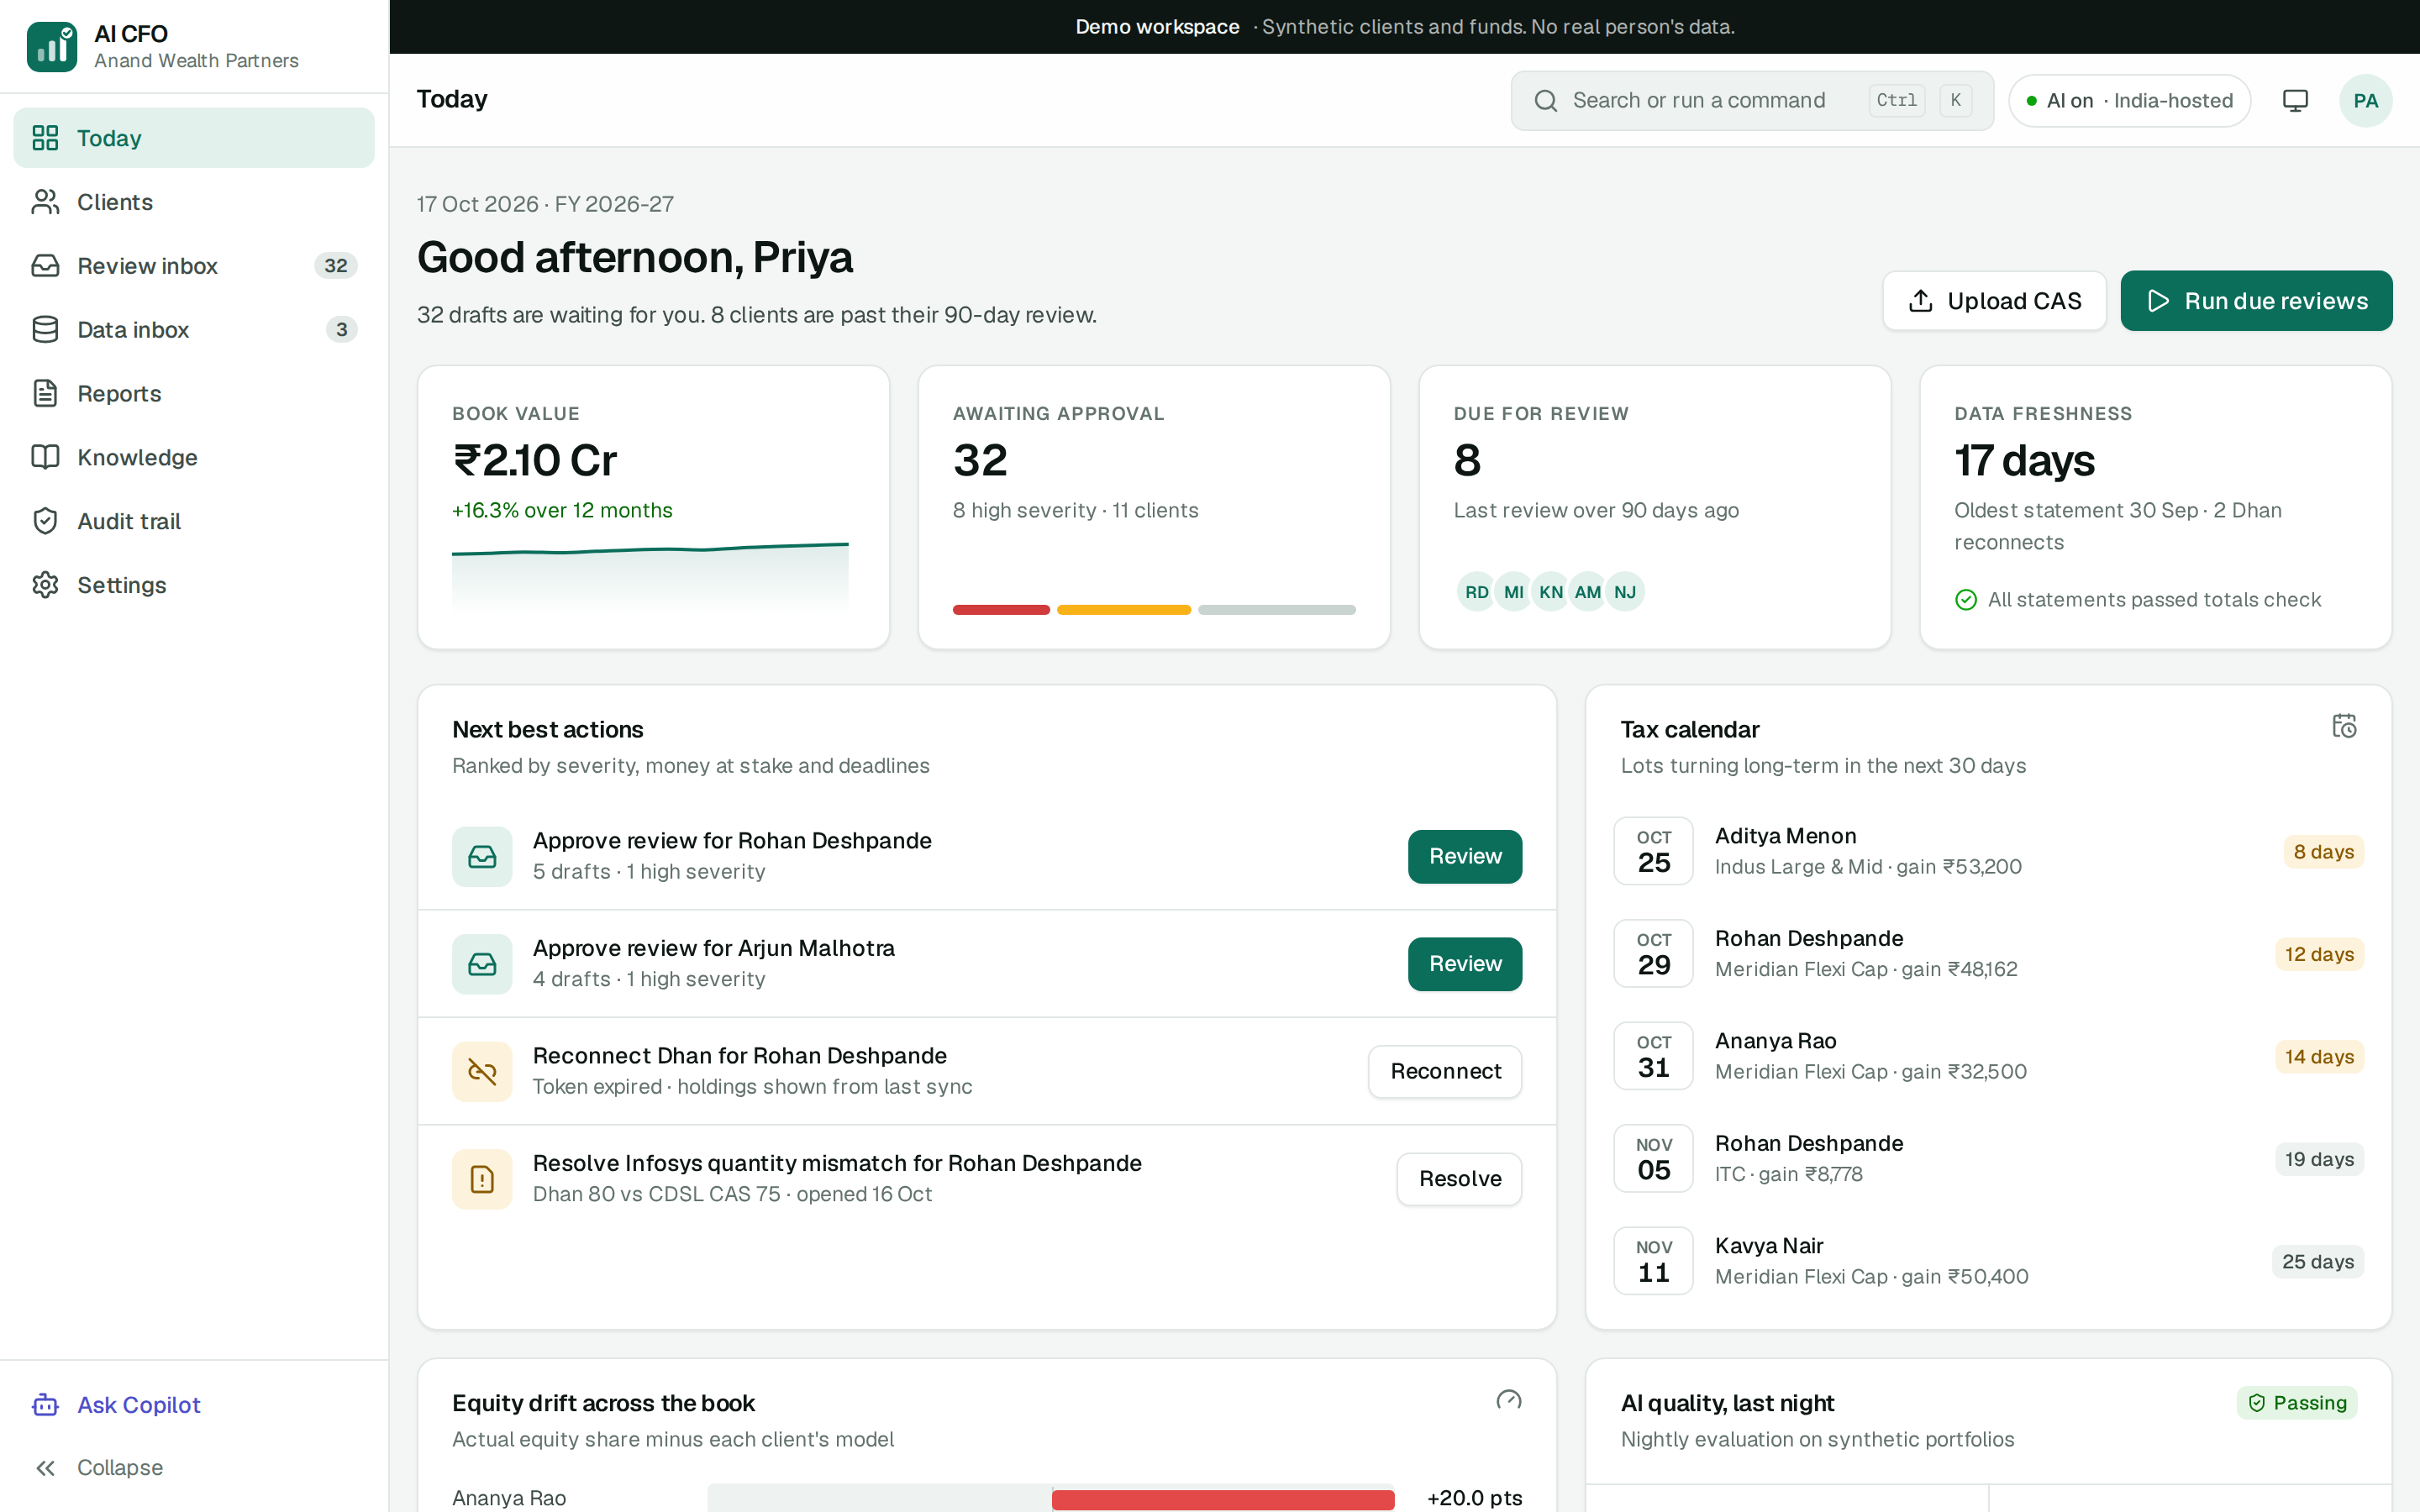 AI CFO
Anand Wealth Partners
Today
Clients
Review inbox 32
Data inbox 3
Reports
Knowledge
Audit trail
Settings
Ask Copilot
Collapse
Demo workspace · Synthetic clients and funds. No real person's data.
Today
Search or run a command Ctrl K
AI on · India-hosted
PA
17 Oct 2026 · FY 2026-27
Good afternoon, Priya
32 drafts are waiting for you. 8 clients are past their 90-day review.
Upload CAS
Run due reviews
BOOK VALUE
₹2.10 Cr
+16.3% over 12 months
AWAITING APPROVAL
32
8 high severity · 11 clients
DUE FOR REVIEW
8
Last review over 90 days ago
RD MI KN AM NJ
DATA FRESHNESS
17 days
Oldest statement 30 Sep · 2 Dhan
reconnects
All statements passed totals check
Next best actions
Ranked by severity, money at stake and deadlines
Approve review for Rohan Deshpande
5 drafts · 1 high severity
Review
Approve review for Arjun Malhotra
4 drafts · 1 high severity
Review
Reconnect Dhan for Rohan Deshpande
Token expired · holdings shown from last sync
Reconnect
Resolve Infosys quantity mismatch for Rohan Deshpande
Dhan 80 vs CDSL CAS 75 · opened 16 Oct
Resolve
Tax calendar
Lots turning long-term in the next 30 days
OCT
25
Aditya Menon
Indus Large & Mid · gain ₹53,200
8 days
OCT
29
Rohan Deshpande
Meridian Flexi Cap · gain ₹48,162
12 days
OCT
31
Ananya Rao
Meridian Flexi Cap · gain ₹32,500
14 days
NOV
05
Rohan Deshpande
ITC · gain ₹8,778
19 days
NOV
11
Kavya Nair
Meridian Flexi Cap · gain ₹50,400
25 days
Equity drift across the book
Actual equity share minus each client's model
Ananya Rao +20.0 pts
AI quality, last night
Passing
Nightly evaluation on synthetic portfolios